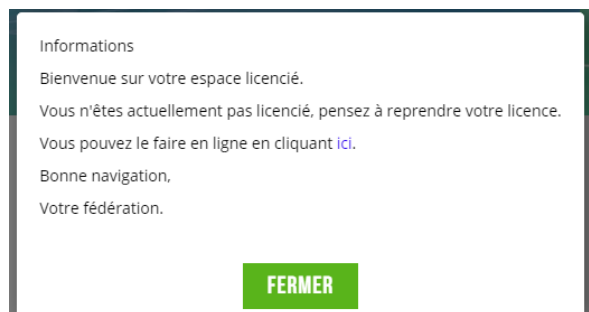 Informations
Bienvenue sur votre espace licencié.
Vous n'êtes actuellement pas licencié, pensez à reprendre votre licence.
Vous pouvez le faire en ligne en cliquant ici.
Bonne navigation,
Votre fédération.
FERMER